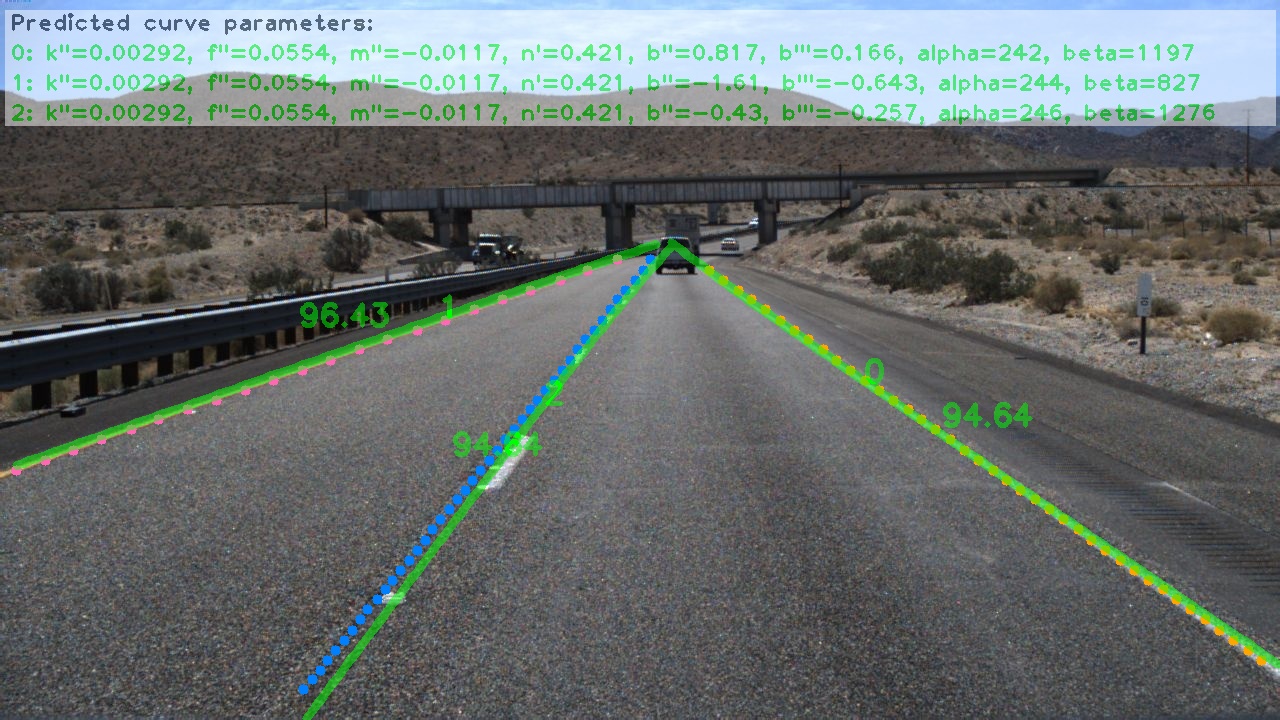 Predicted curve parameters:
0: k''=0.00292, f''=0.0554, m''=-0.0117, n'=0.421, b''=0.817, b'''=0.166, alpha=242, beta=1197
1: k''=0.00292, f''=0.0554, m''=-0.0117, n'=0.421, b''=-1.61, b'''=-0.643, alpha=244, beta=827
2: k''=0.00292, f''=0.0554, m''=-0.0117, n'=0.421, b''=-0.43, b'''=-0.257, alpha=246, beta=1276
96.43
1
0
2
94.64